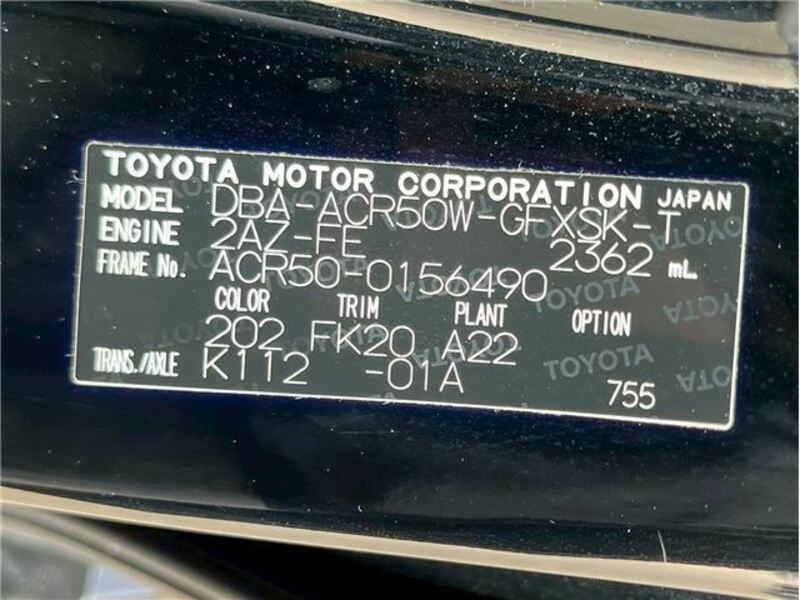 TOYOTA MOTOR CORPORATION JAPAN
MODEL DBA-ACR50W-GFXSK-T
ENGINE 2AZ-FE 2362 mL
FRAME No. ACR50-0156490
COLOR TRIM PLANT OPTION
202 FK20 A22
TRANS./AXLE K112 -01A
755